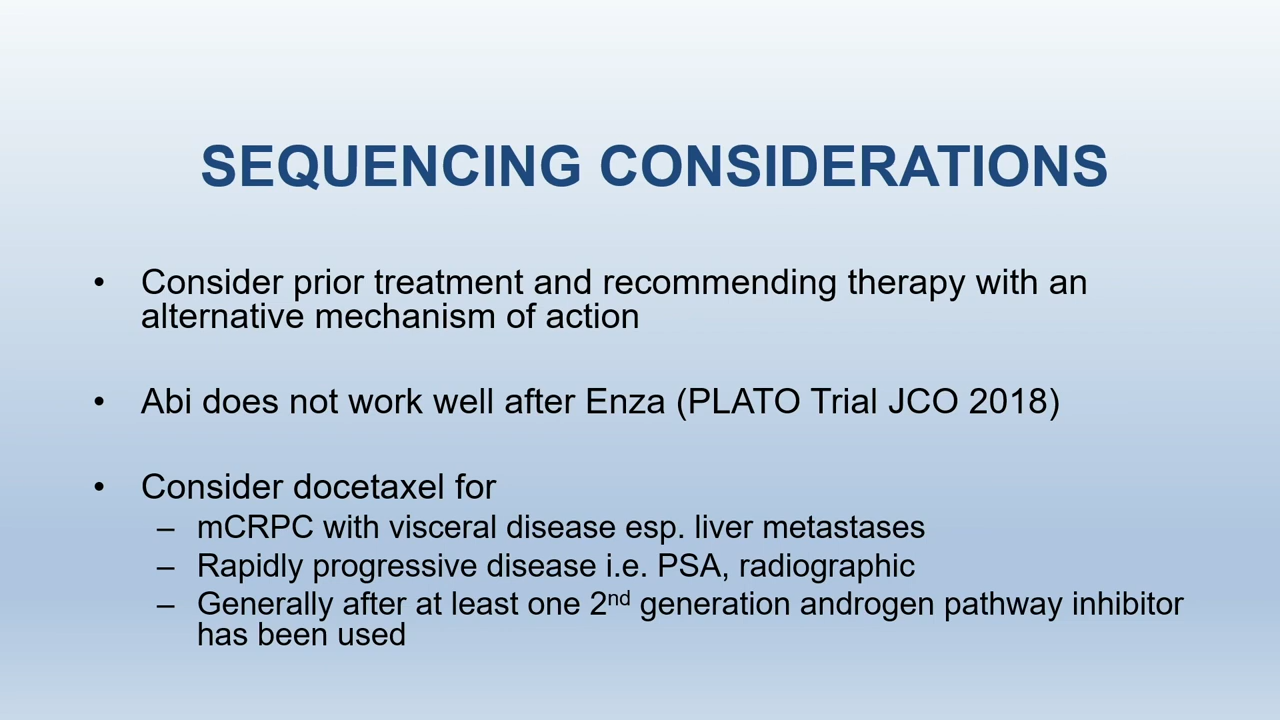 SEQUENCING CONSIDERATIONS
• Consider prior treatment and recommending therapy with an
alternative mechanism of action
• Abi does not work well after Enza (PLATO Trial JCO 2018)
• Consider docetaxel for
– mCRPC with visceral disease esp. liver metastases
– Rapidly progressive disease i.e. PSA, radiographic
– Generally after at least one 2nd generation androgen pathway inhibitor
has been used